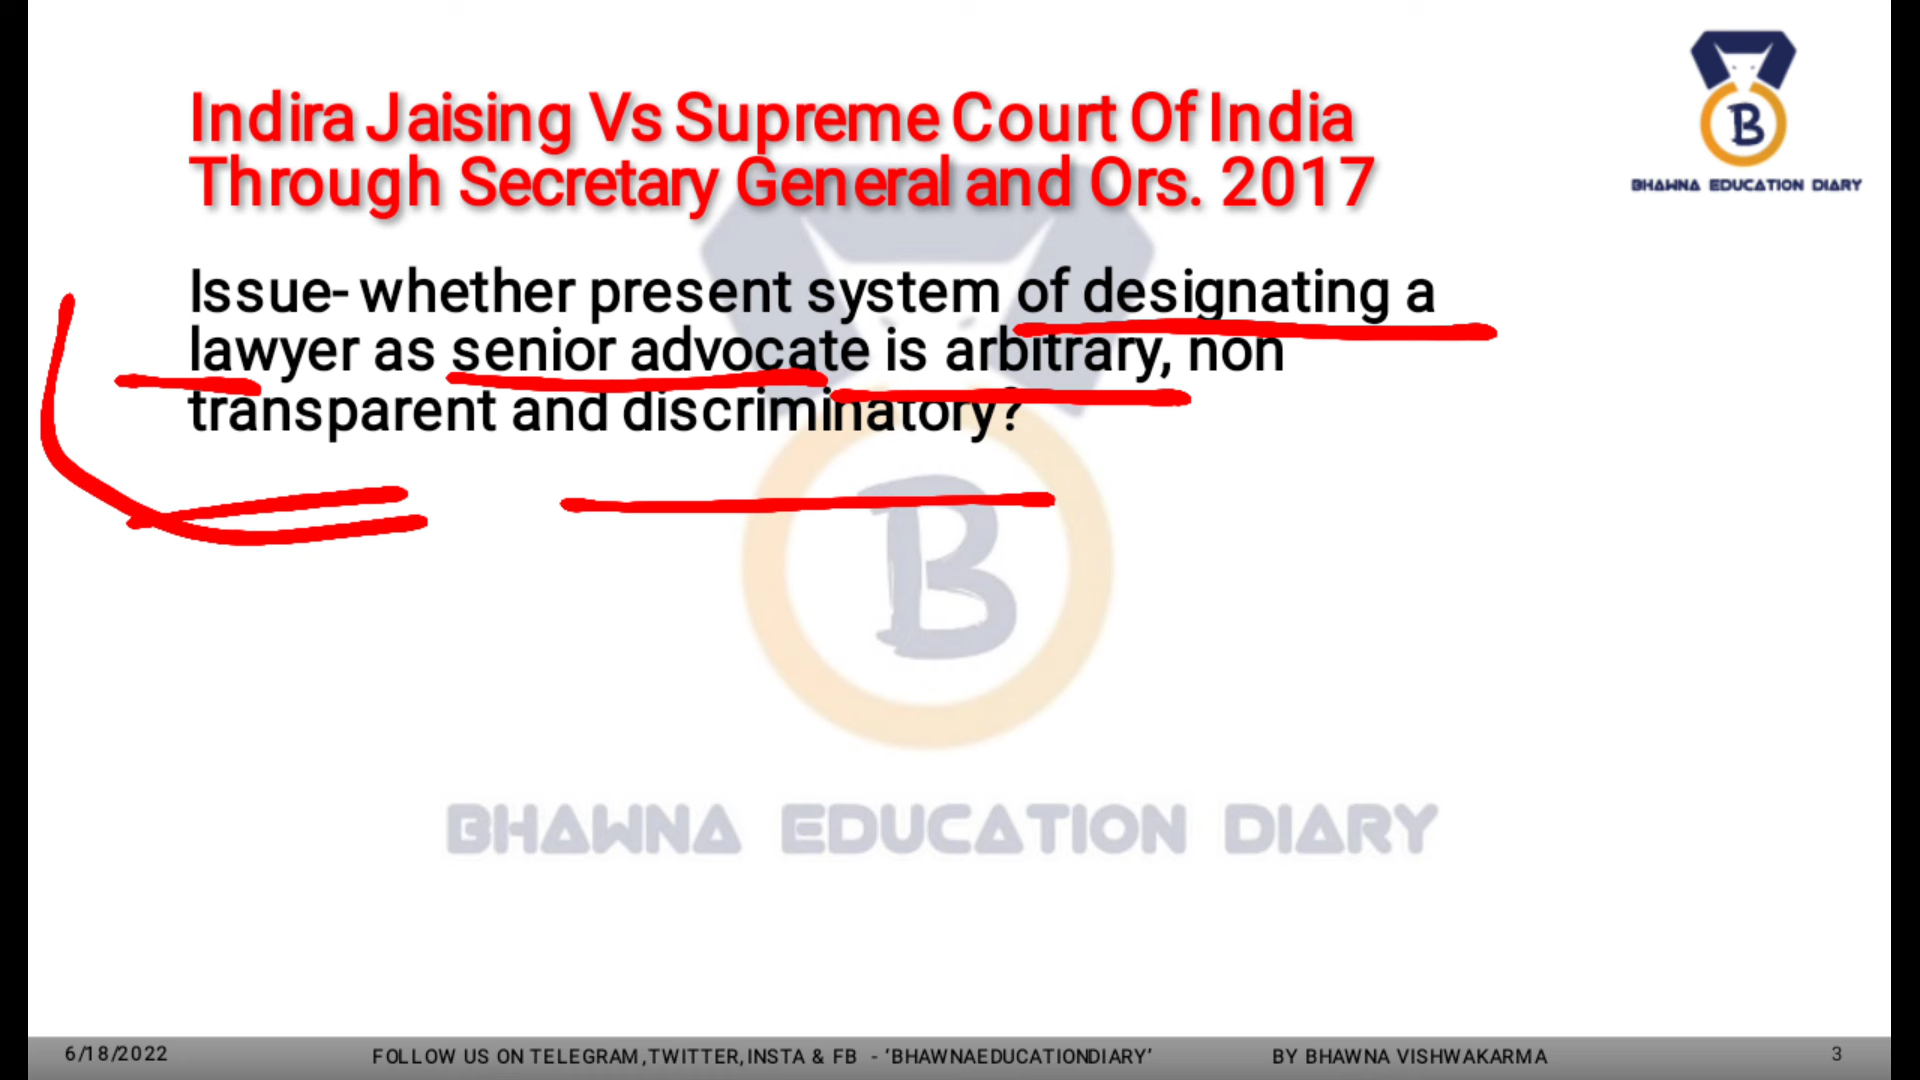 Indira Jaising Vs Supreme Court Of India
Through Secretary General and Ors. 2017
B
BHAWNA EDUCATION DIARY
Issue- whether present system of designating a
lawyer as senior advocate is arbitrary, non
transparent and discriminatory?
B
BHAWNA EDUCATION DIARY
6/18/2022 FOLLOW US ON TELEGRAM,TWITTER,INSTA & FB - ‘BHAWNAEDUCATIONDIARY’ BY BHAWNA VISHWAKARMA 3